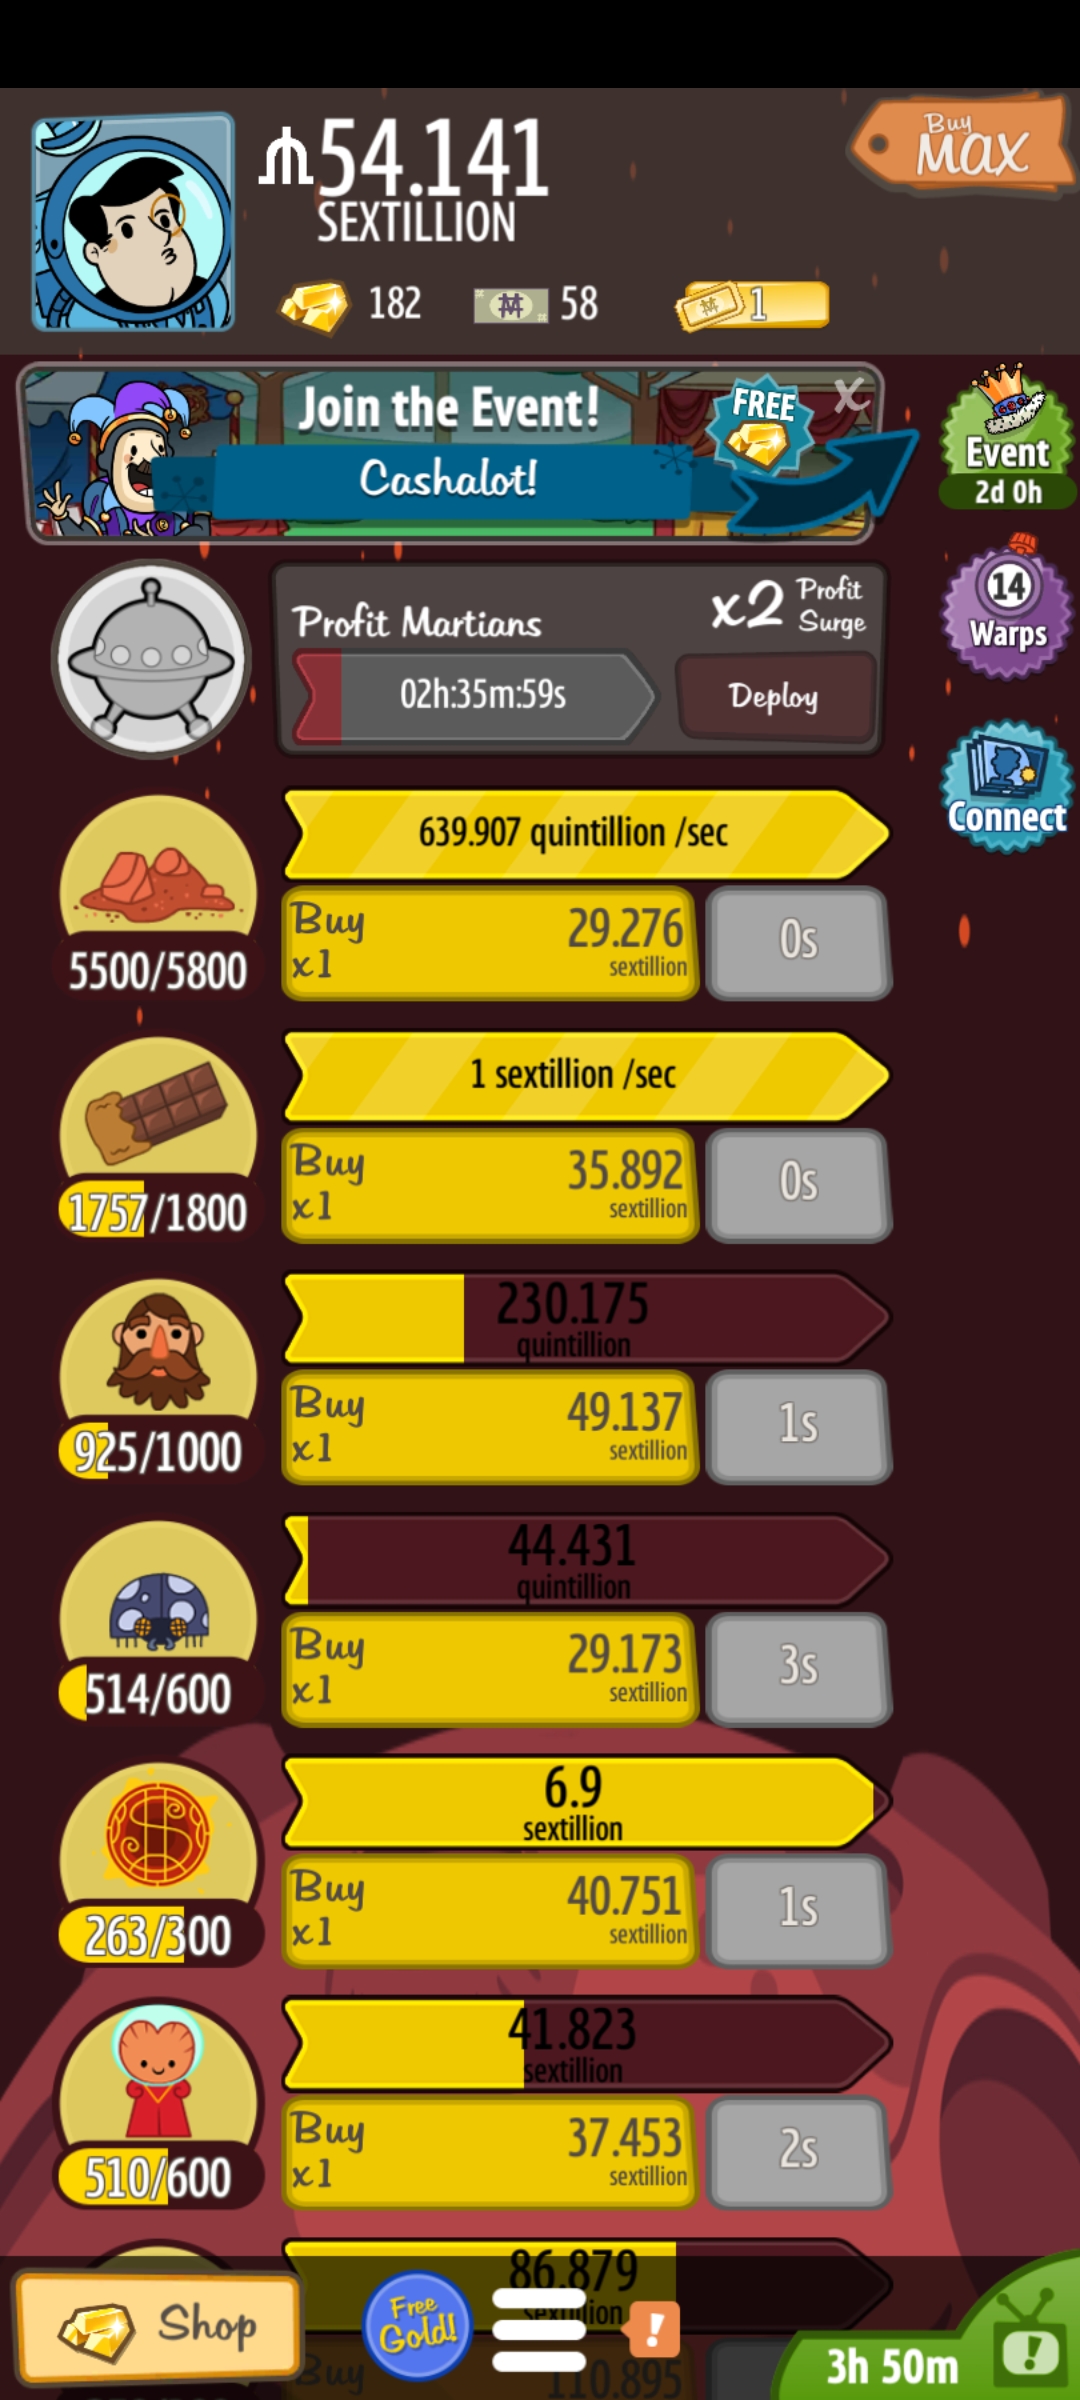 54.141
SEXTILLION
Buy
MAX
182
58
1
Join the Event!
Cashalot!
FREE
X
Event
2d 0h
Profit Martians
x2 Profit Surge
02h:35m:59s
Deploy
14
Warps
Connect
639.907 quintillion /sec
Buy
x1
29.276
sextillion
0s
5500/5800
1 sextillion /sec
Buy
x1
35.892
sextillion
0s
1757/1800
230.175
quintillion
Buy
x1
49.137
sextillion
1s
925/1000
44.431
quintillion
Buy
x1
29.173
sextillion
3s
514/600
6.9
sextillion
Buy
x1
40.751
sextillion
1s
263/300
41.823
sextillion
Buy
x1
37.453
sextillion
2s
510/600
86.879
sextillion
Buy
110.895
Shop
Free
Gold!
!
3h 50m
!